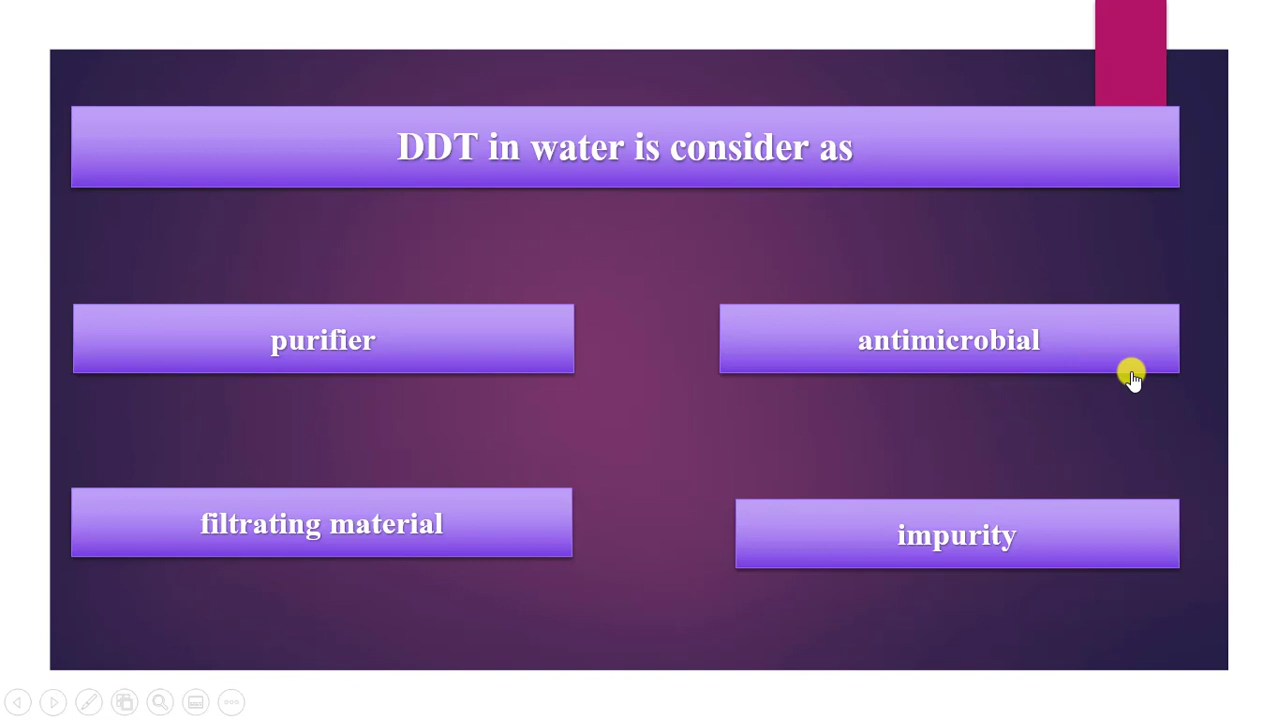 DDT in water is consider as
purifier
antimicrobial
filtrating material
impurity